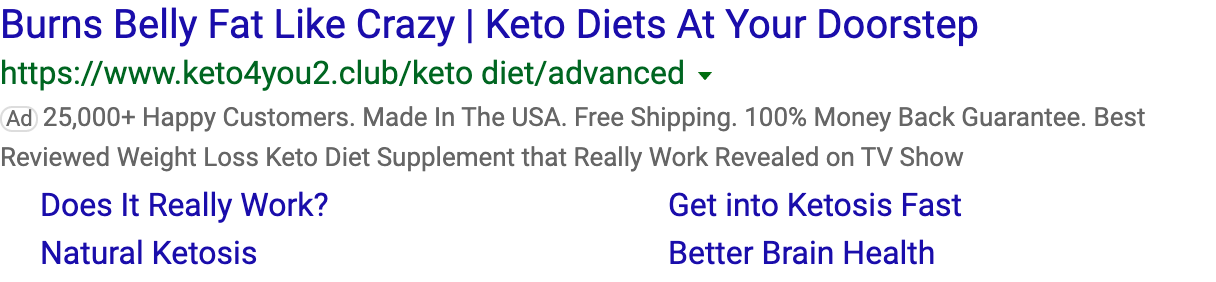 Burns Belly Fat Like Crazy | Keto Diets At Your Doorstep
https://www.keto4you2.club/keto diet/advanced
Ad 25,000+ Happy Customers. Made In The USA. Free Shipping. 100% Money Back Guarantee. Best
Reviewed Weight Loss Keto Diet Supplement that Really Work Revealed on TV Show
Does It Really Work? Get into Ketosis Fast
Natural Ketosis Better Brain Health